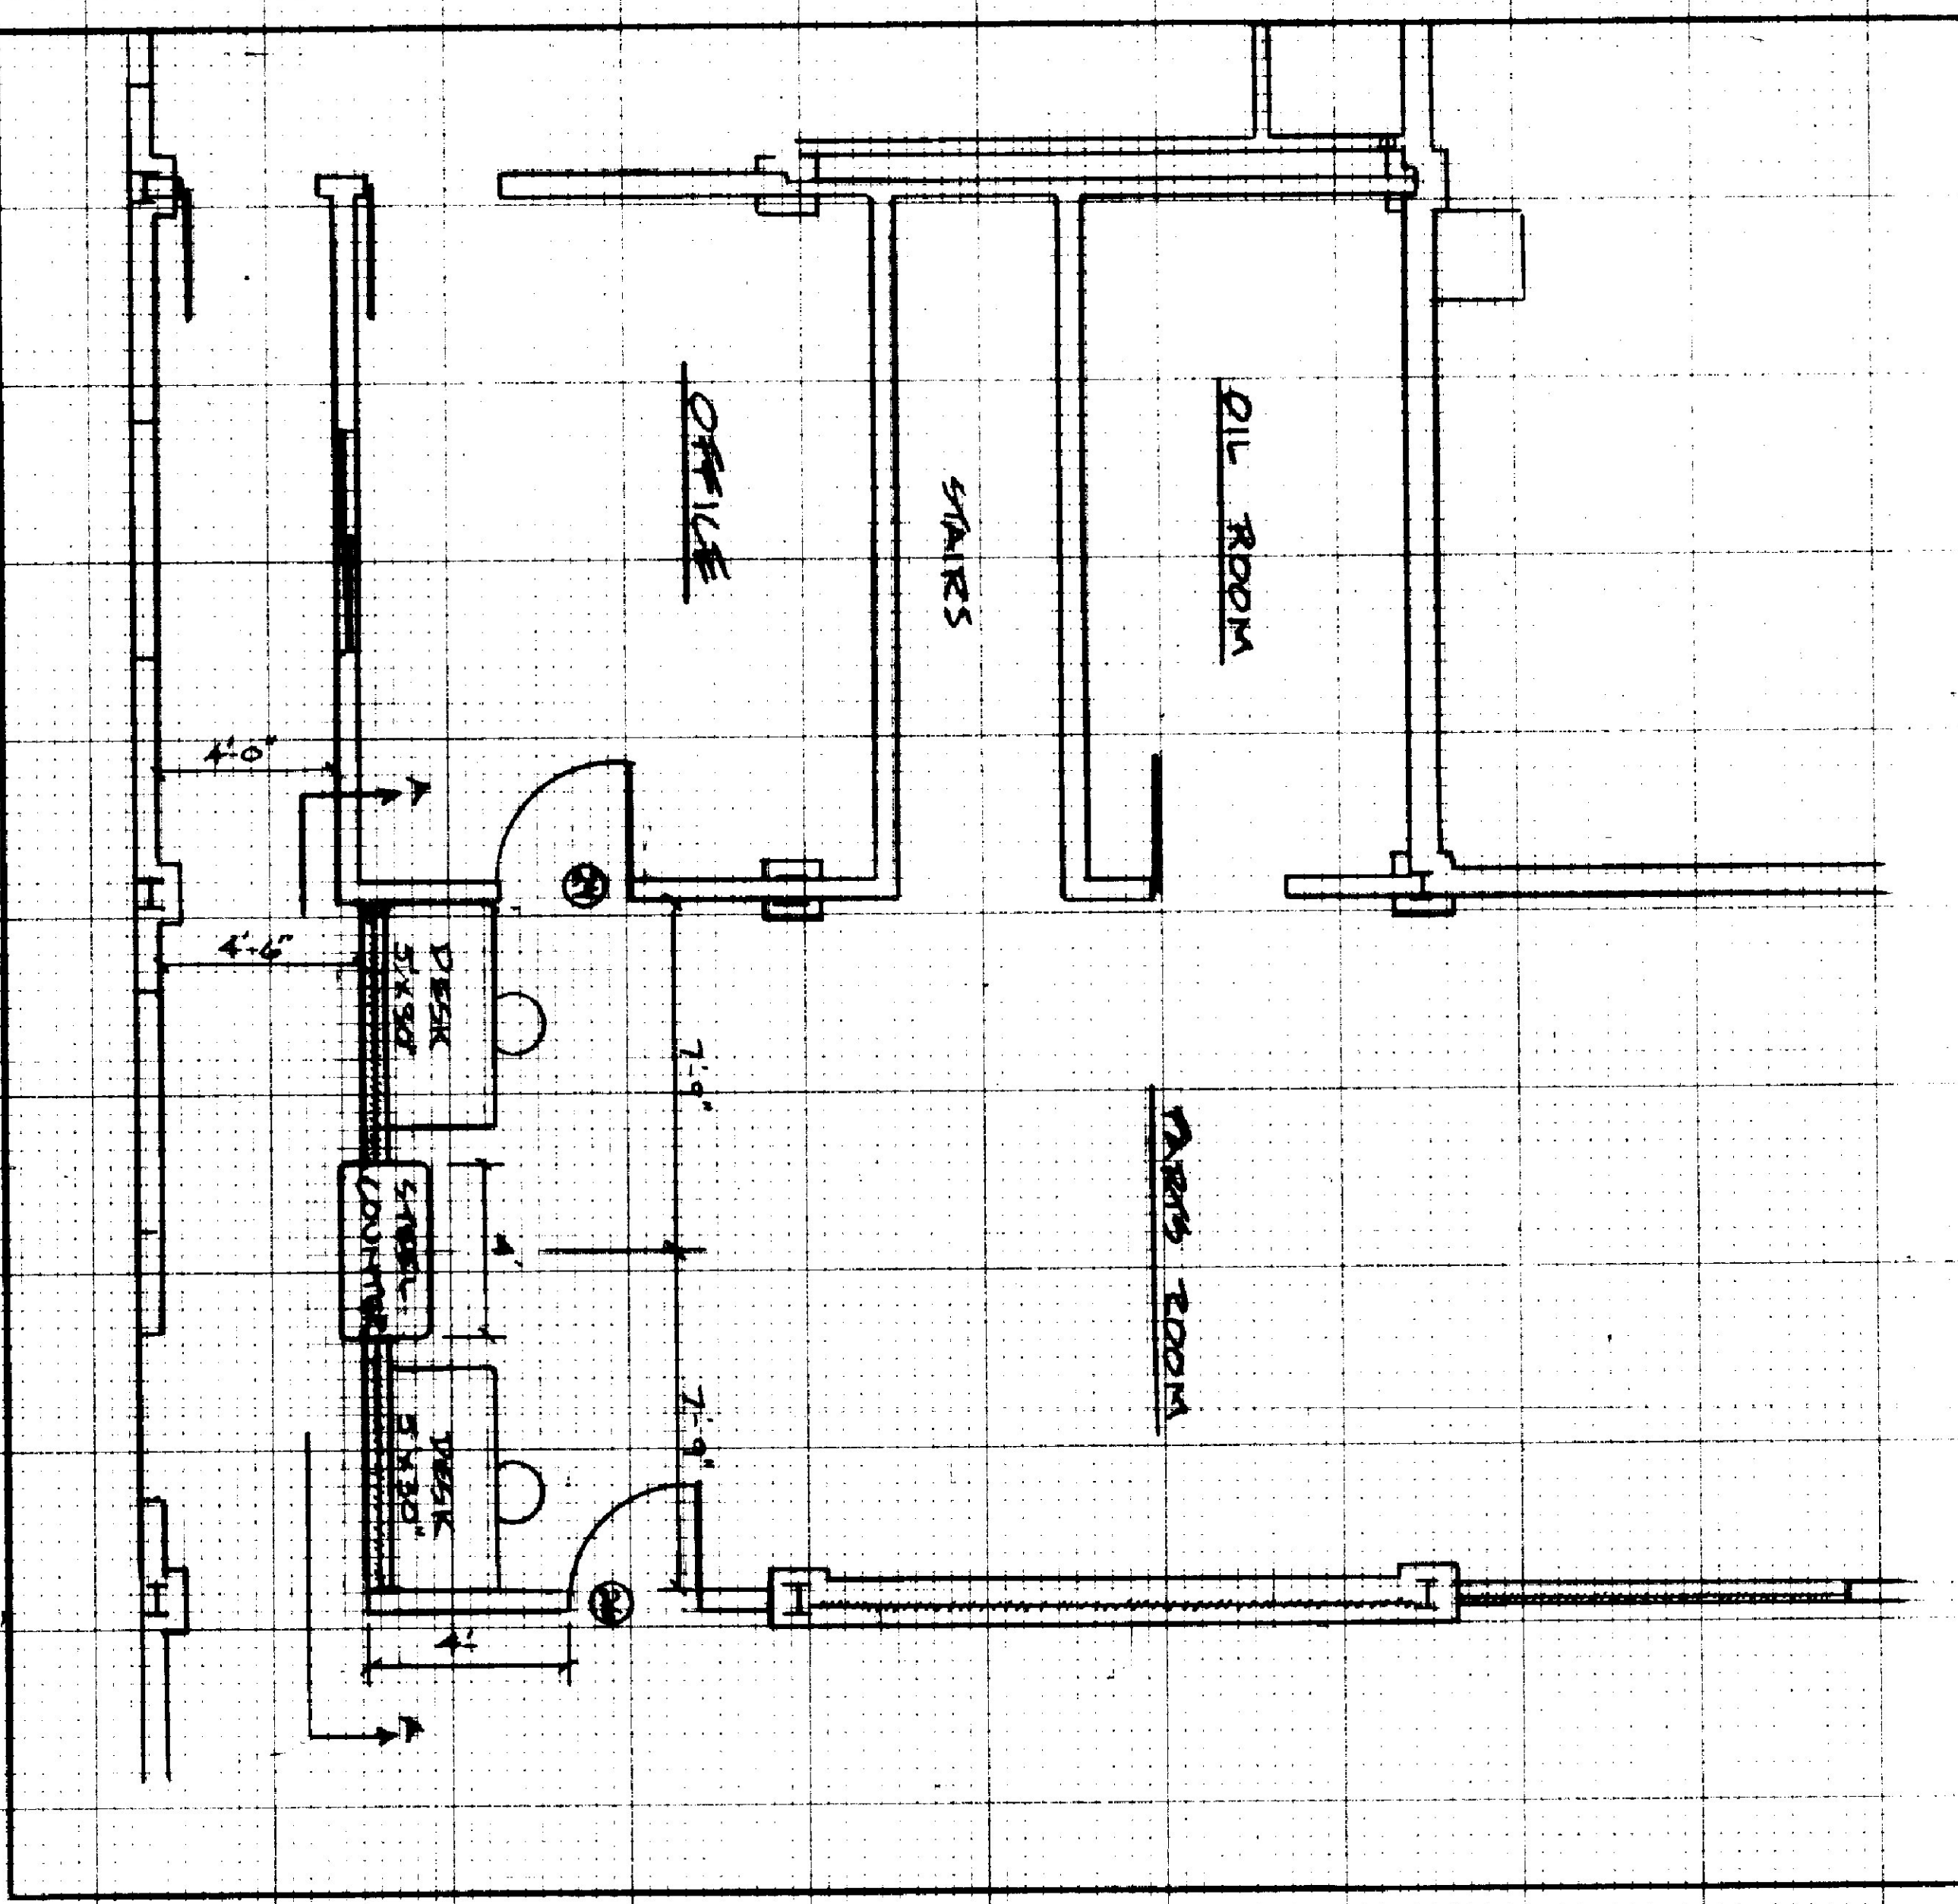 OFFICE
STAIRS
OIL ROOM
4'-0"
A
4'-6"
DESK
5'x30"
7'-9"
PARTS ROOM
STEEL
COUNTER
4'
7'-9"
DESK
5'x30"
4'
A